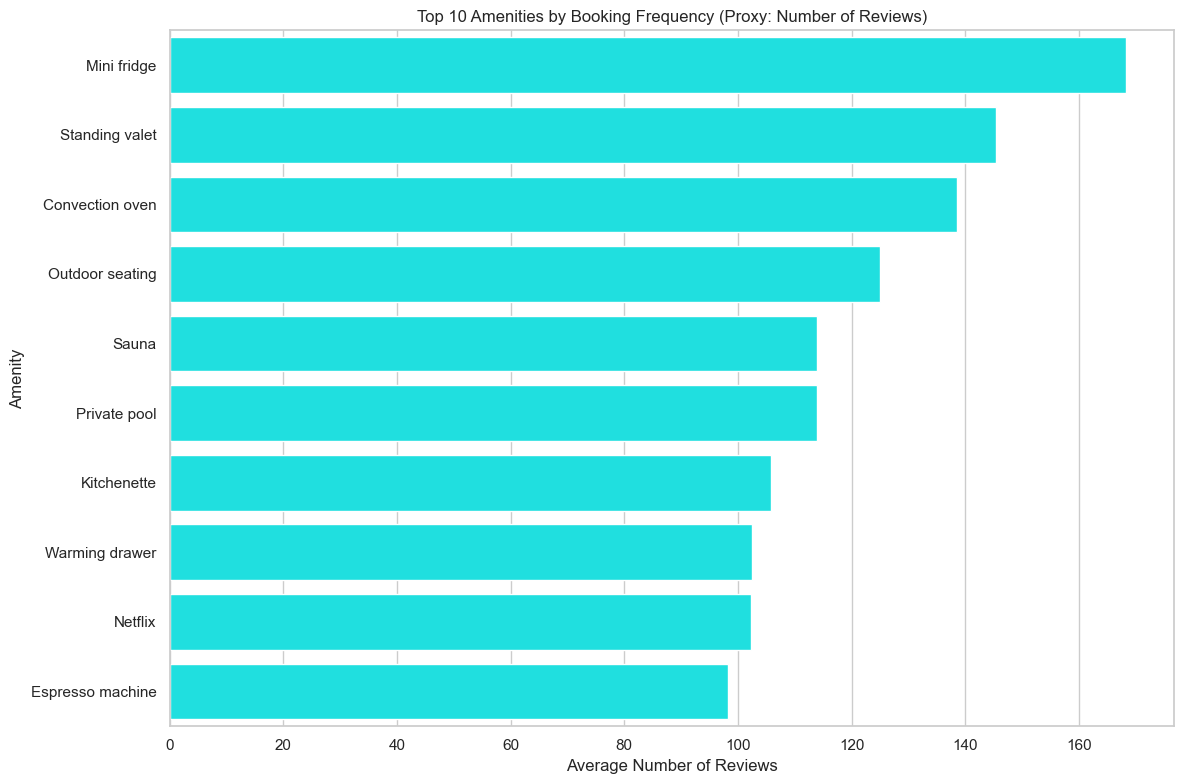 Top 10 Amenities by Booking Frequency (Proxy: Number of Reviews)
Mini fridge
Standing valet
Convection oven
Outdoor seating
Sauna
Private pool
Kitchenette
Warming drawer
Netflix
Espresso machine
Amenity
0 20 40 60 80 100 120 140 160
Average Number of Reviews